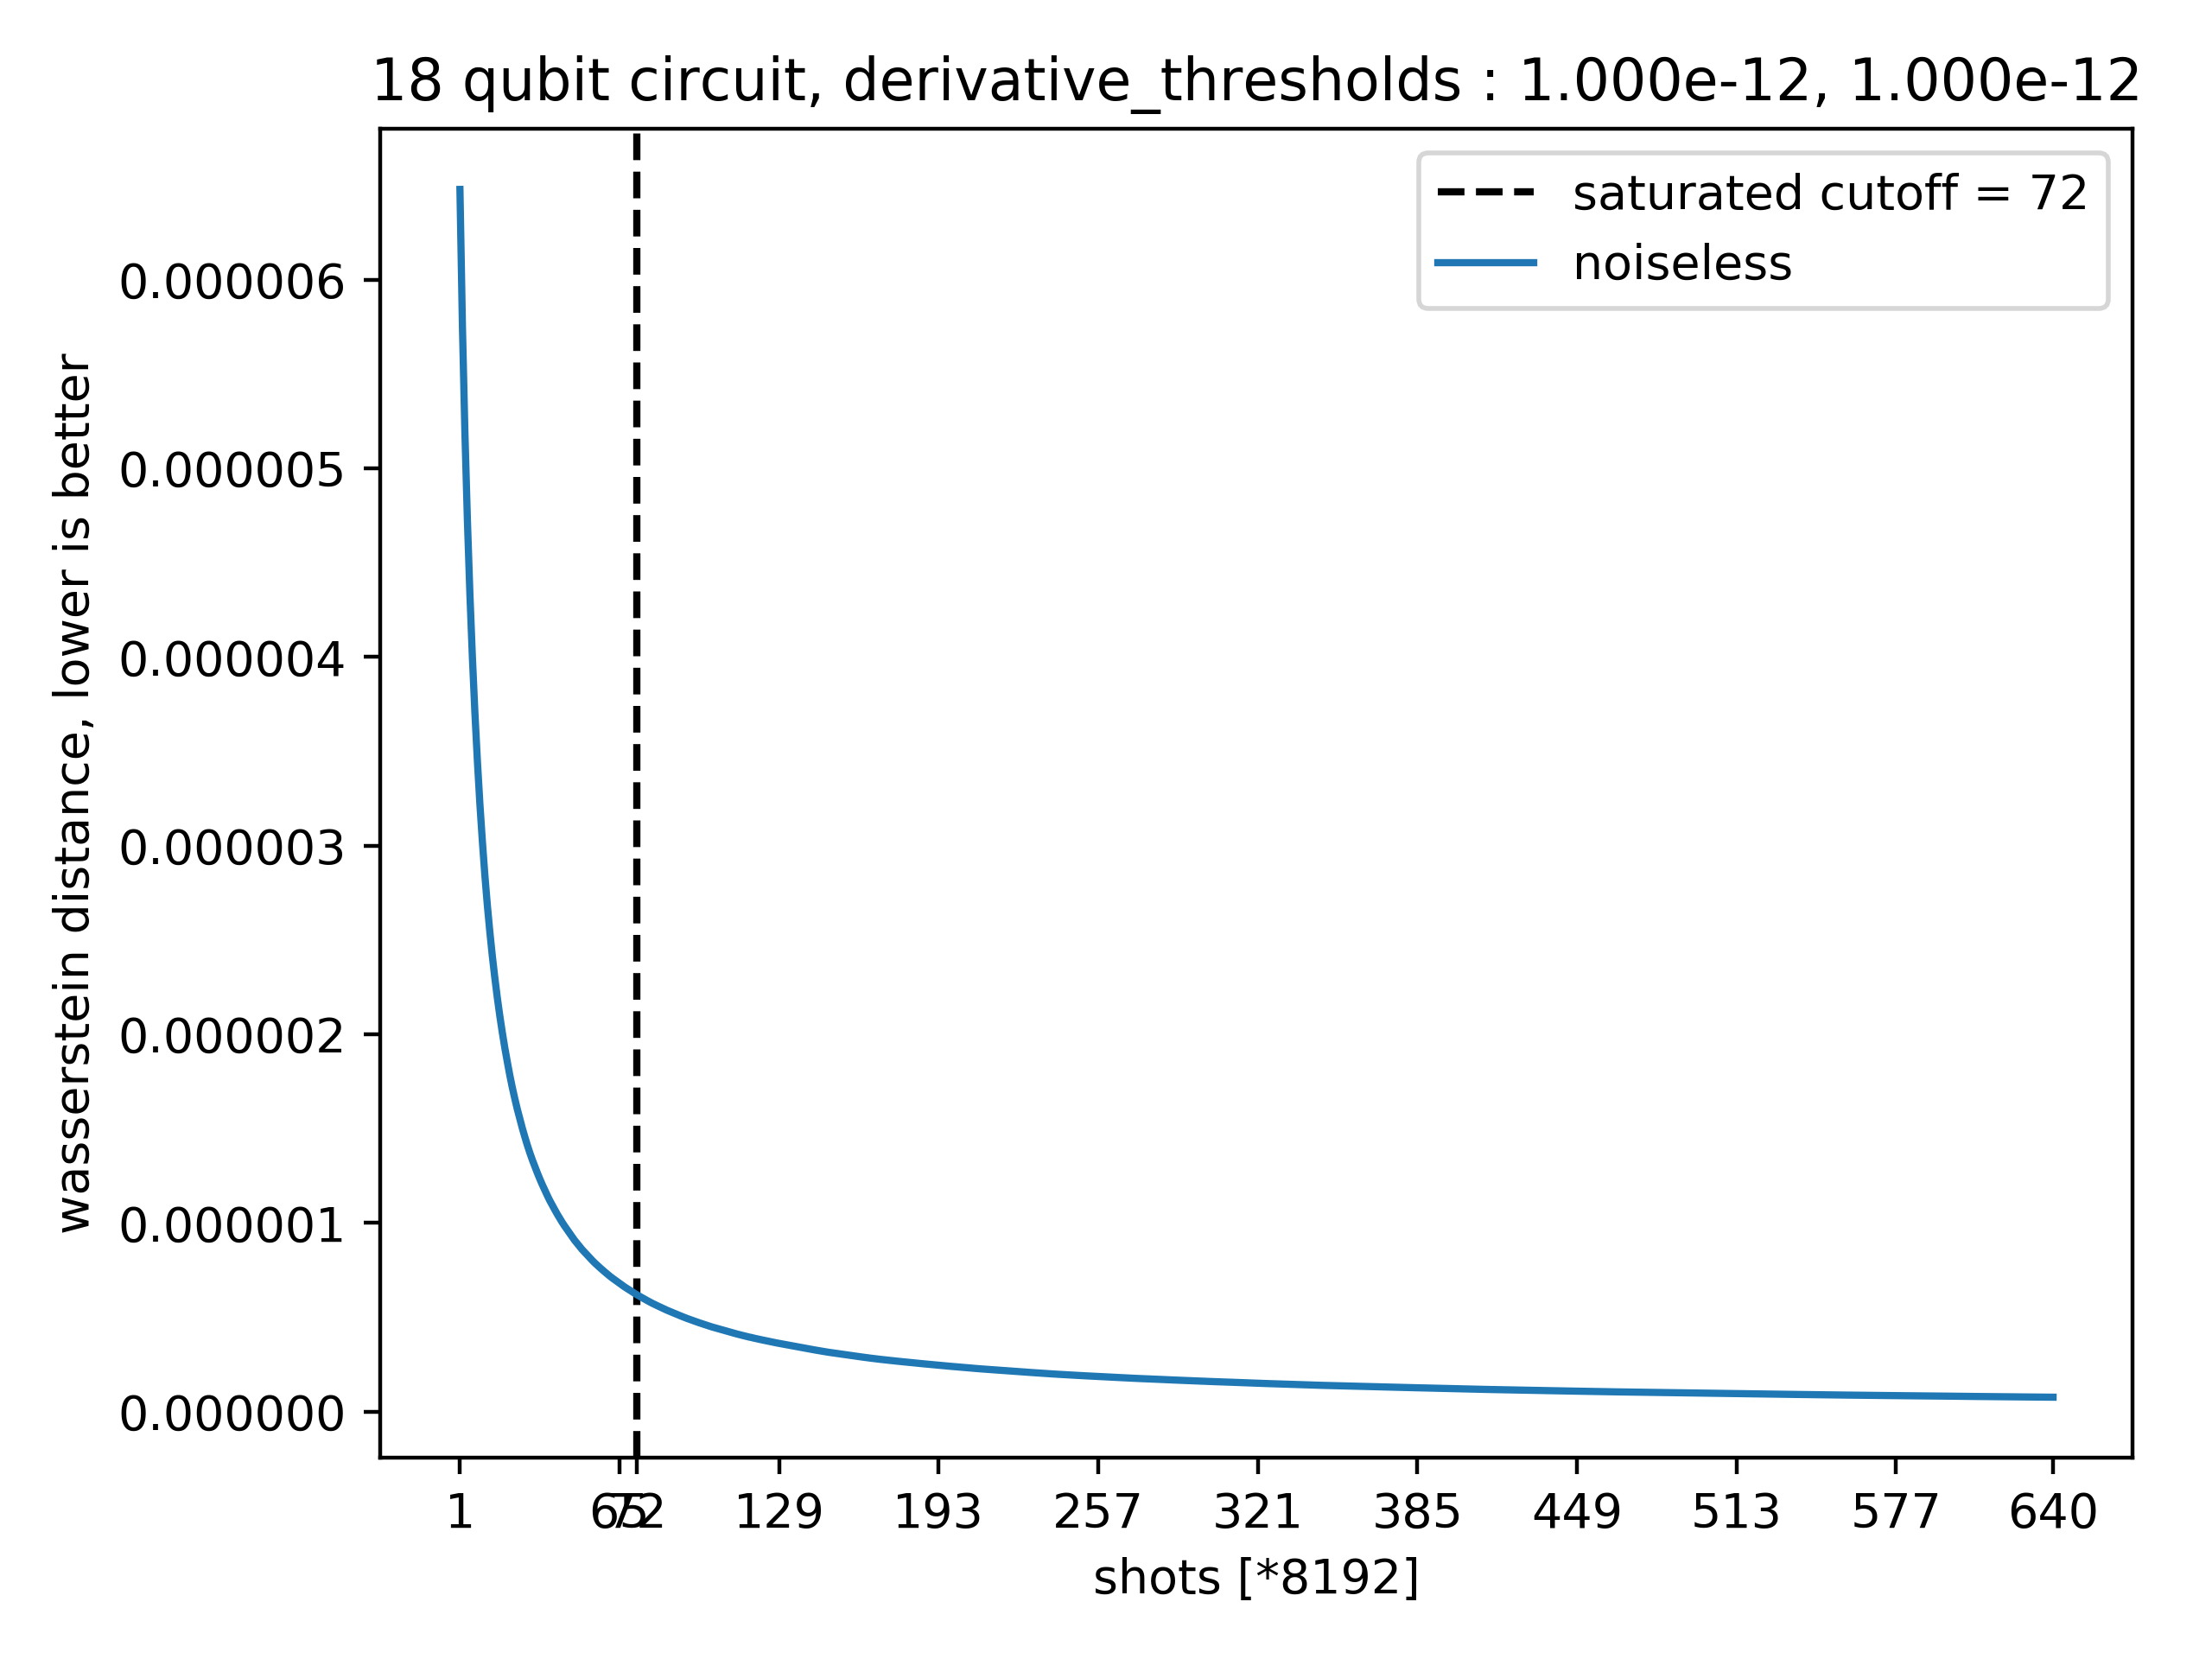 18 qubit circuit, derivative_thresholds : 1.000e-12, 1.000e-12
saturated cutoff = 72
noiseless
wasserstein distance, lower is better
0.000006
0.000005
0.000004
0.000003
0.000002
0.000001
0.000000
1 65 72 129 193 257 321 385 449 513 577 640
shots [*8192]